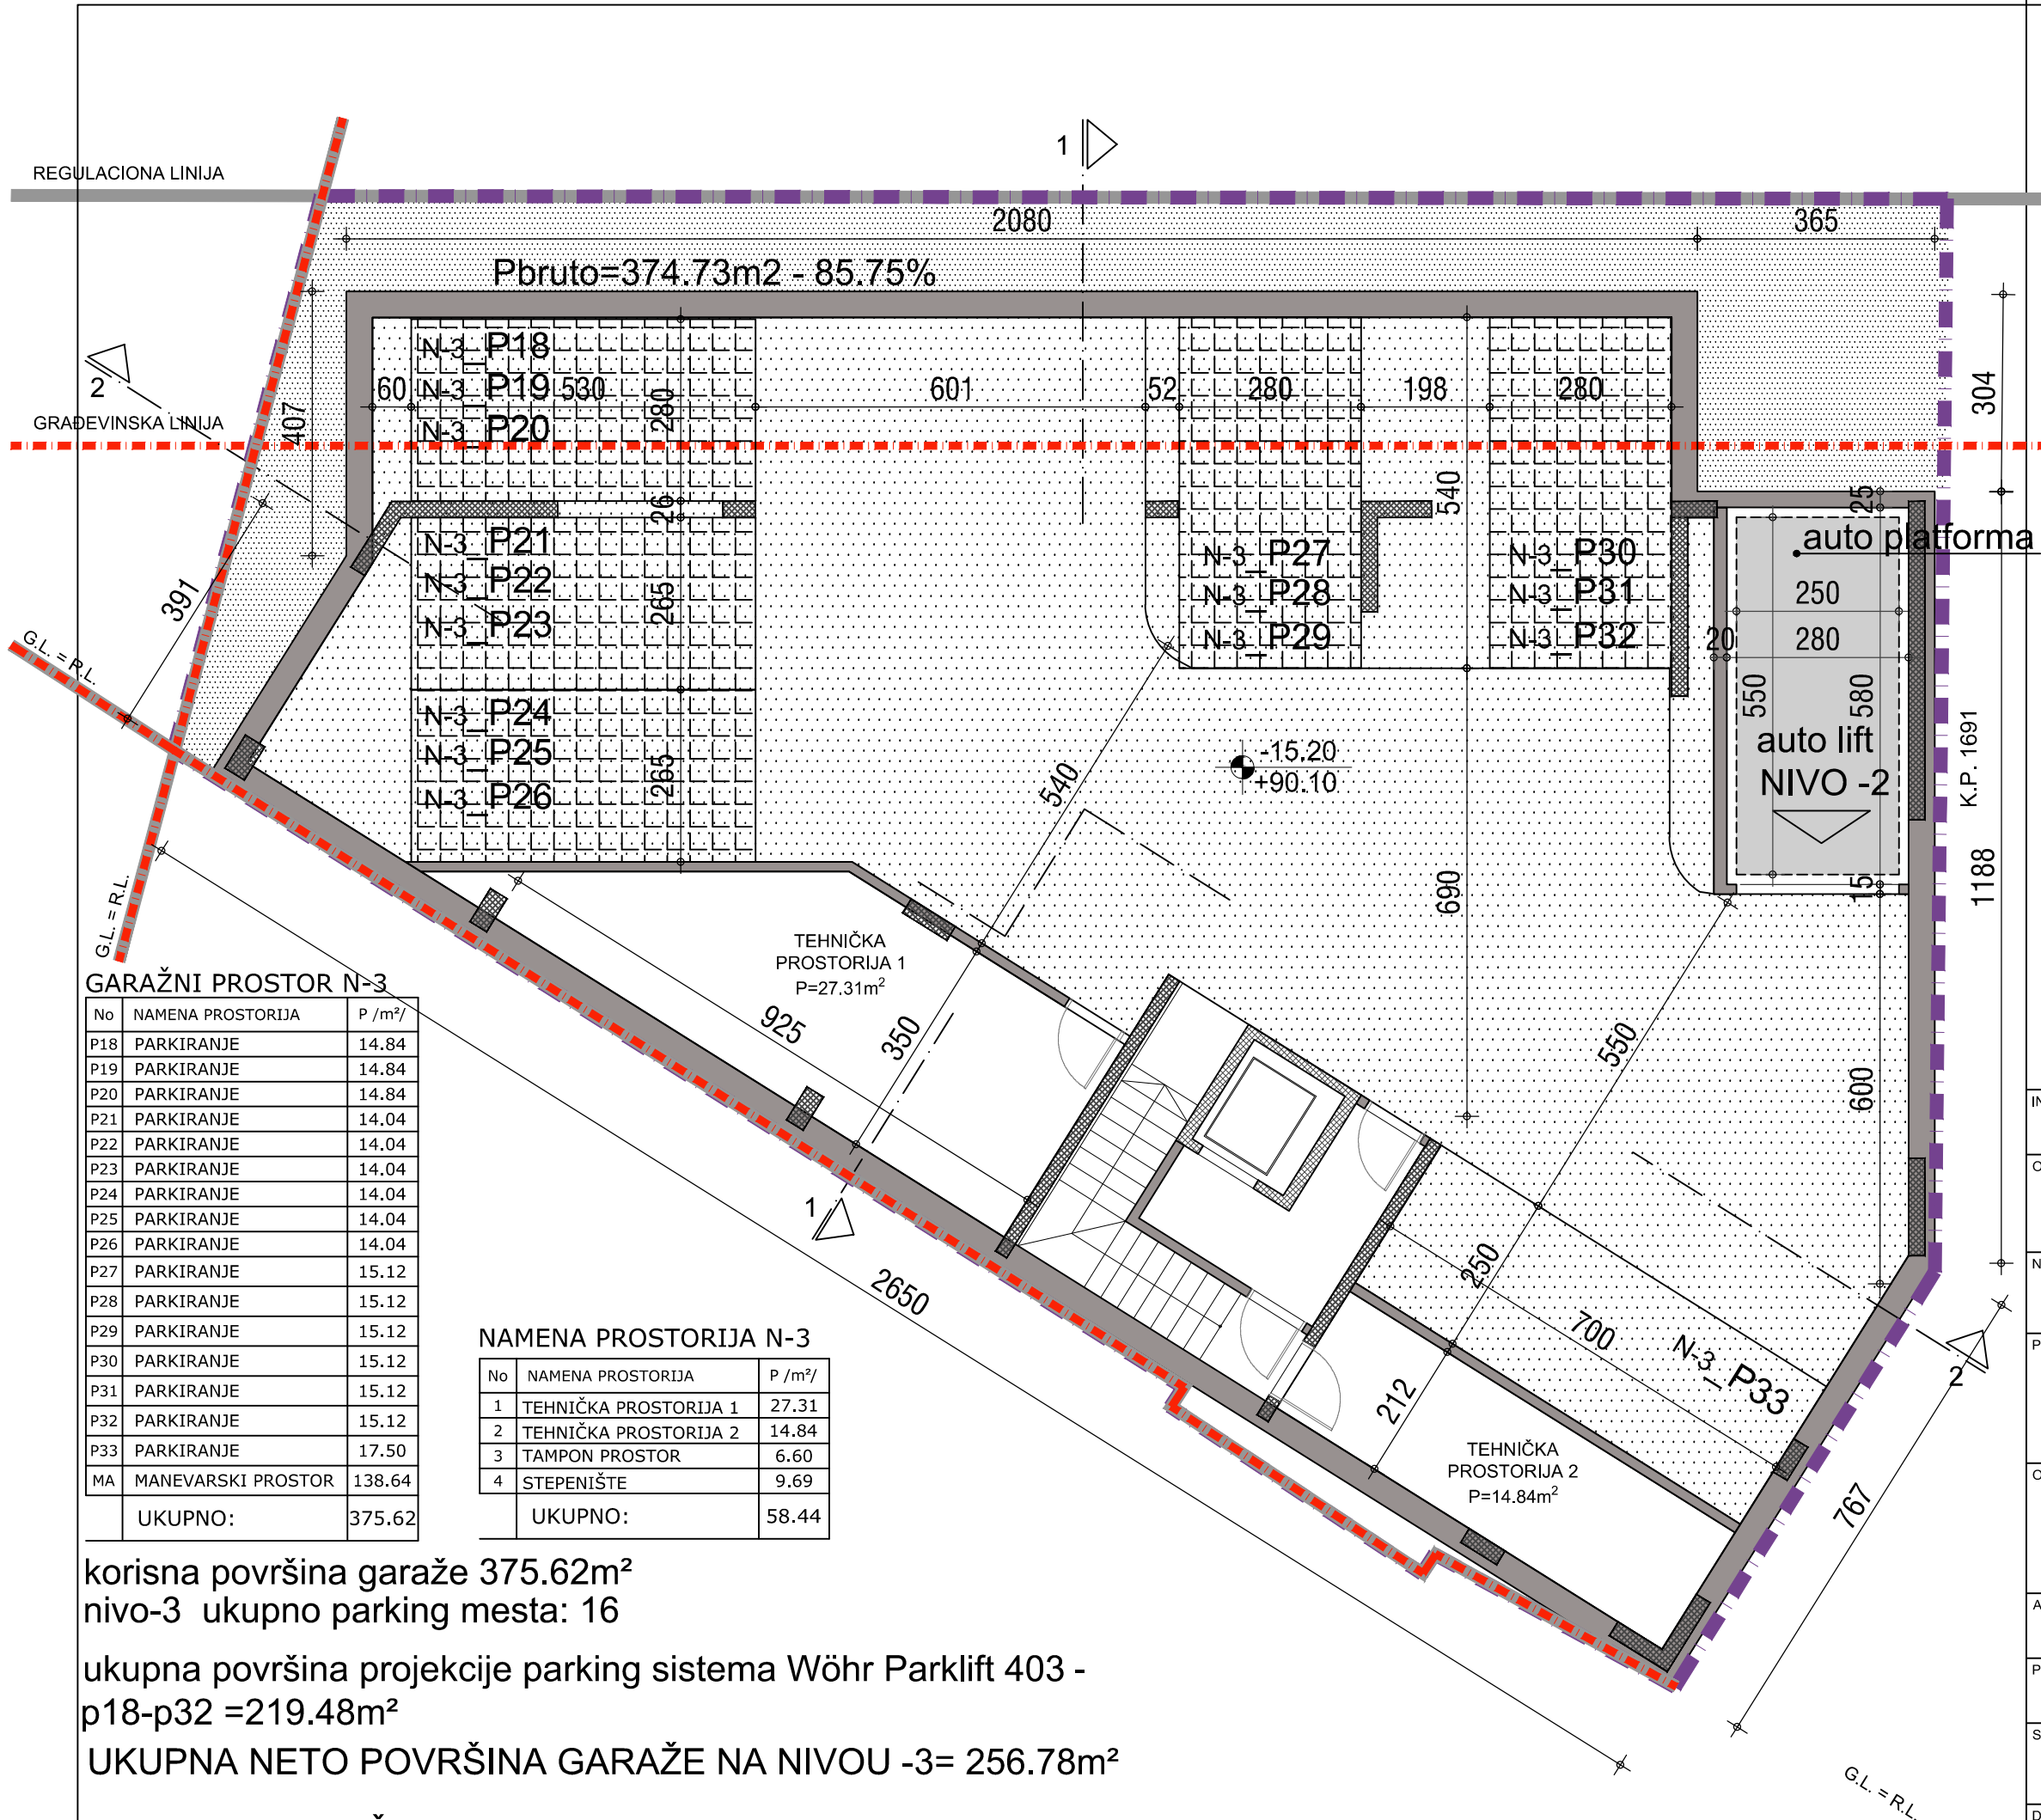 REGULACIONA LINIJA
1
2080
365
Pbruto=374.73m2 - 85.75%
2
GRAĐEVINSKA LINIJA
407
304
N-3_P18
N-3_P19
N-3_P20
60
530
280
601
52
280
198
280
26
540
25
auto platforma
N-3_P21
N-3_P22
N-3_P23
265
N-3_P27
N-3_P28
N-3_P29
N-3_P30
N-3_P31
N-3_P32
250
20
280
550
580
391
G.L. = R.L.
N-3_P24
N-3_P25
N-3_P26
265
540
-15.20
+90.10
auto lift
NIVO -2
K.P. 1691
1188
690
15
G.L. = R.L.
TEHNIČKA
PROSTORIJA 1
P=27.31m²
925
350
550
600
1
2650
250
700
N-3_P33
2
212
TEHNIČKA
PROSTORIJA 2
P=14.84m²
767
G.L. = R.L.
GARAŽNI PROSTOR N-3
No NAMENA PROSTORIJA P /m²/
P18 PARKIRANJE 14.84
P19 PARKIRANJE 14.84
P20 PARKIRANJE 14.84
P21 PARKIRANJE 14.04
P22 PARKIRANJE 14.04
P23 PARKIRANJE 14.04
P24 PARKIRANJE 14.04
P25 PARKIRANJE 14.04
P26 PARKIRANJE 14.04
P27 PARKIRANJE 15.12
P28 PARKIRANJE 15.12
P29 PARKIRANJE 15.12
P30 PARKIRANJE 15.12
P31 PARKIRANJE 15.12
P32 PARKIRANJE 15.12
P33 PARKIRANJE 17.50
MA MANEVARSKI PROSTOR 138.64
UKUPNO: 375.62
NAMENA PROSTORIJA N-3
No NAMENA PROSTORIJA P /m²/
1 TEHNIČKA PROSTORIJA 1 27.31
2 TEHNIČKA PROSTORIJA 2 14.84
3 TAMPON PROSTOR 6.60
4 STEPENIŠTE 9.69
UKUPNO: 58.44
korisna površina garaže 375.62m²
nivo-3 ukupno parking mesta: 16
ukupna površina projekcije parking sistema Wöhr Parklift 403 -
p18-p32 =219.48m²
UKUPNA NETO POVRŠINA GARAŽE NA NIVOU -3= 256.78m²